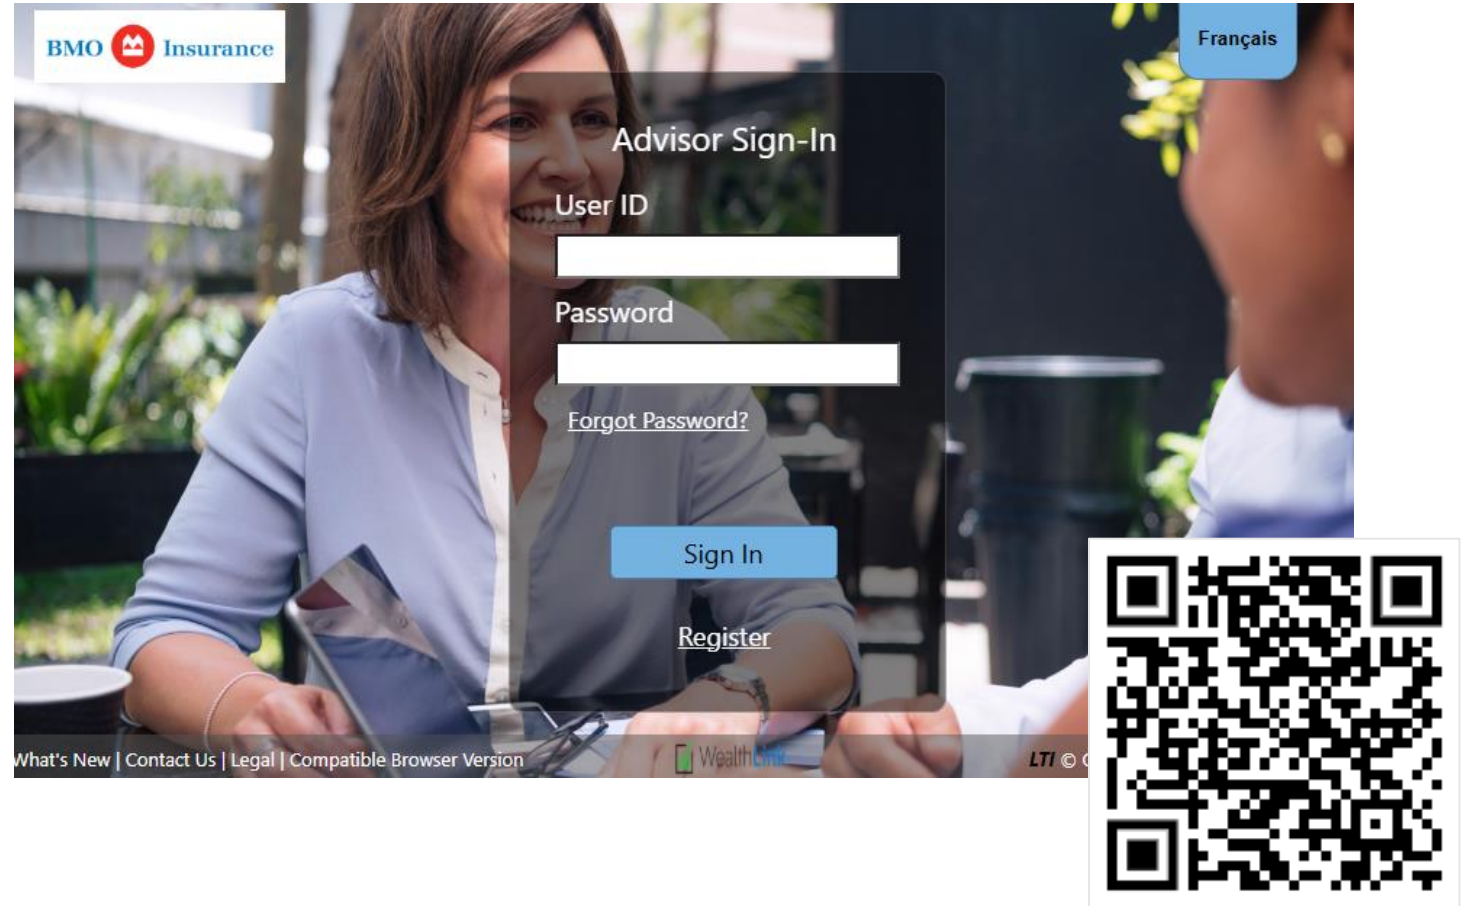 BMO Insurance
Français
Advisor Sign-In
User ID
Password
Forgot Password?
Sign In
Register
What's New | Contact Us | Legal | Compatible Browser Version
WealthLink
LTI ©